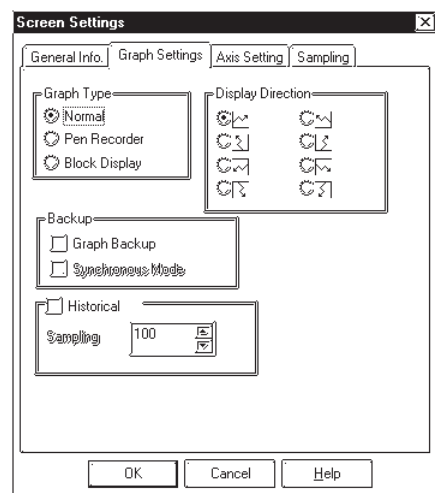 Screen Settings
General Info. Graph Settings Axis Setting Sampling
Graph Type
Normal
Pen Recorder
Block Display
Display Direction
Backup
Graph Backup
Synchronous Mode
Historical
Sampling 100
OK Cancel Help